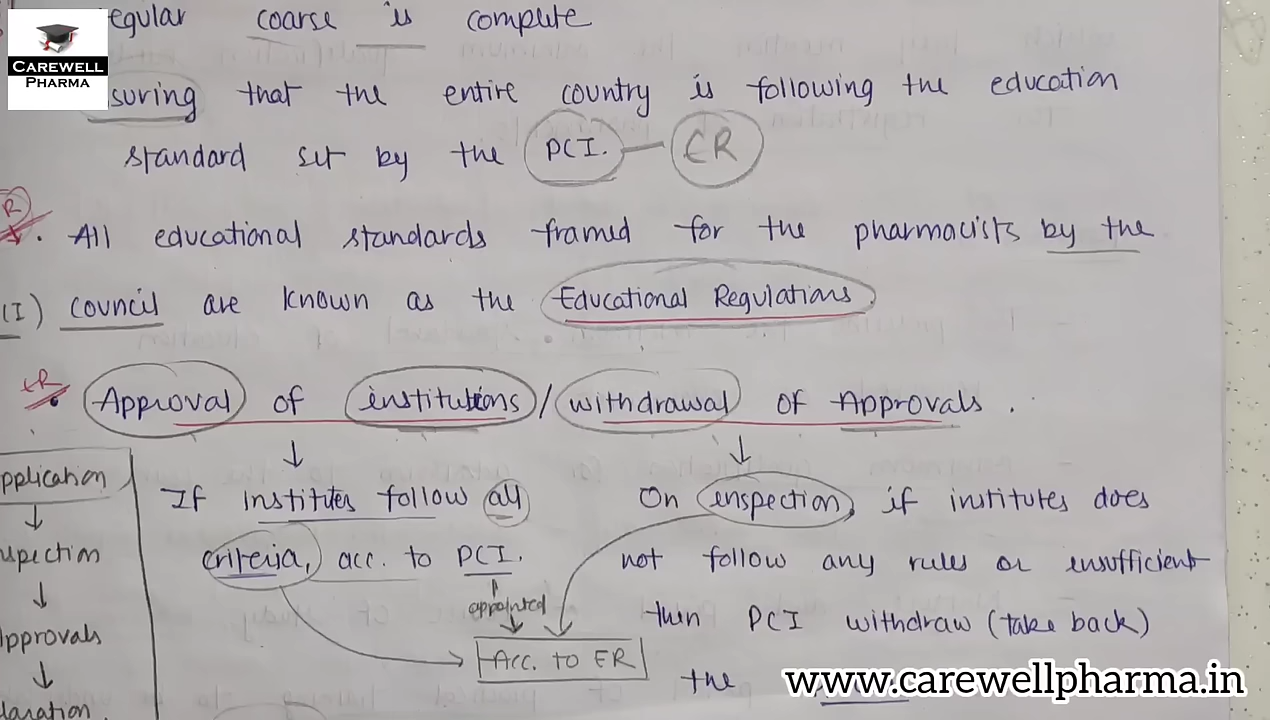 CAREWELL
PHARMA
egular coarse is compute
suring that the entire country is following the education
standard set by the PCI. — ER
R
* . All educational standards framed for the pharmacists by the
(I) council are known as the Educational Regulations.
ER
• Approval of institutions / withdrawal of Approvals .
pplication
↓
spection
↓
pprovals
↓
laration.
If institutes follow all
criteria, acc. to PCI.
appointed
Acc. to ER
On inspection, if institutes does
not follow any rules or insufficient
then PCI withdraw (take back)
the
www.carewellpharma.in